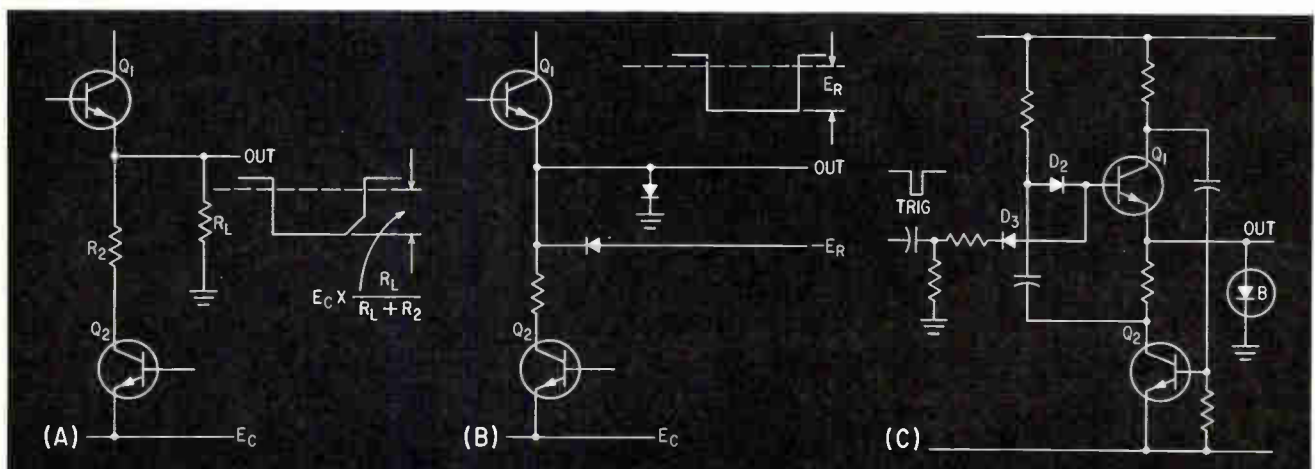 Q1
OUT
R2
RL
EC X RL / RL + R2
Q2
EC
(A)
Q1
ER
OUT
-ER
Q2
EC
(B)
D2
Q1
TRIG
D3
OUT
B
Q2
(C)